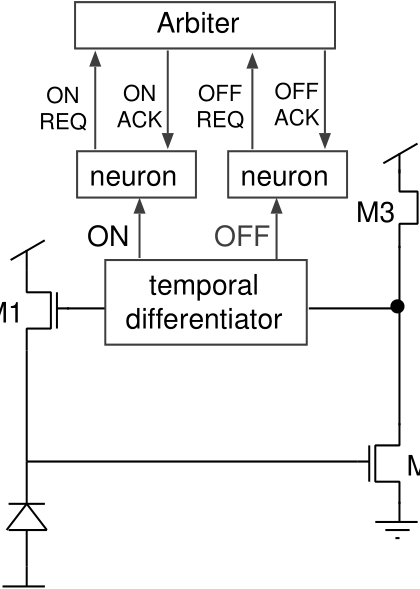 Arbiter
ON
REQ
ON
ACK
OFF
REQ
OFF
ACK
neuron
neuron
M3
ON
OFF
temporal
differentiator
M1
M